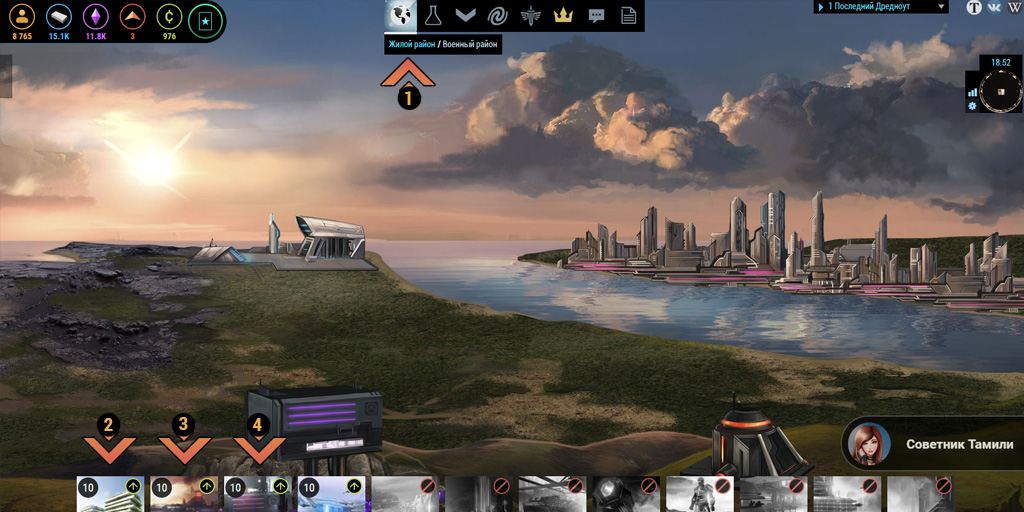 8 765
15.1K
11.8K
3
976
1 Последний Дредноут
T
W
Жилой район / Военный район
18:52
1
2
3
4
Советник Тамили
10
10
10
10